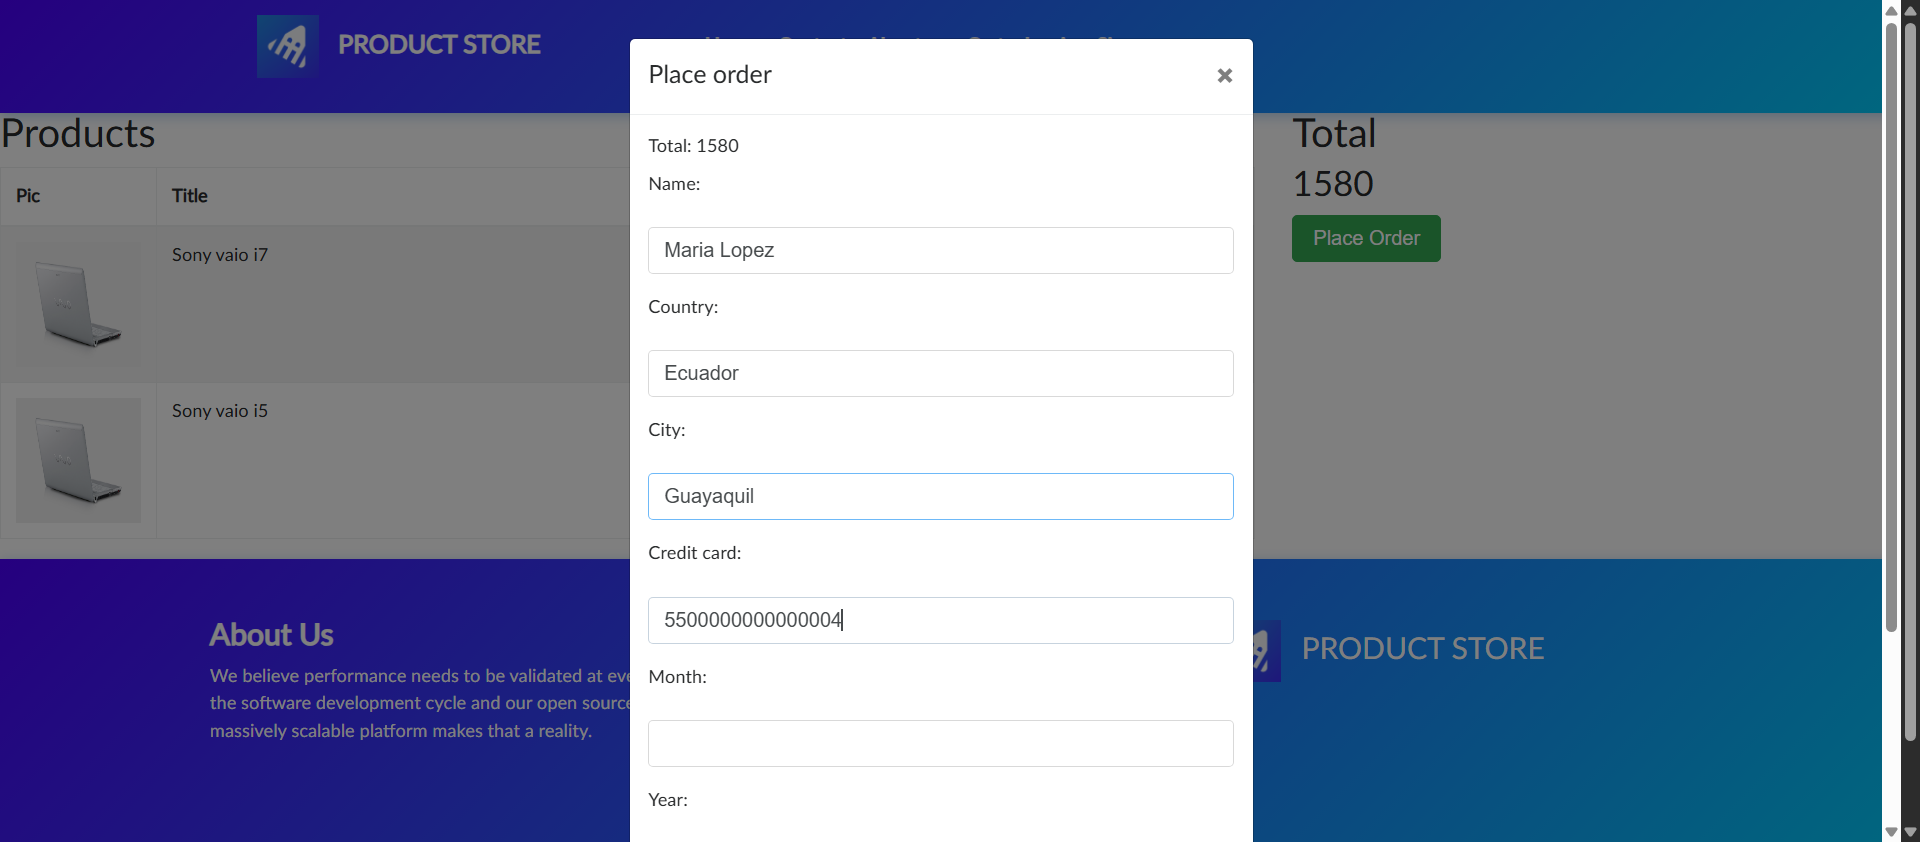 PRODUCT STORE
Place order
Products
Total
Total: 1580
1580
Name:
Pic
Title
Place Order
Maria Lopez
Sony vaio i7
Country:
Ecuador
Sony vaio i5
City:
Guayaquil
Credit card:
5500000000000004
About Us
PRODUCT STORE
We believe performance needs to be validated at eve
Month:
the software development cycle and our open source
massively scalable platform makes that a reality.
Year: